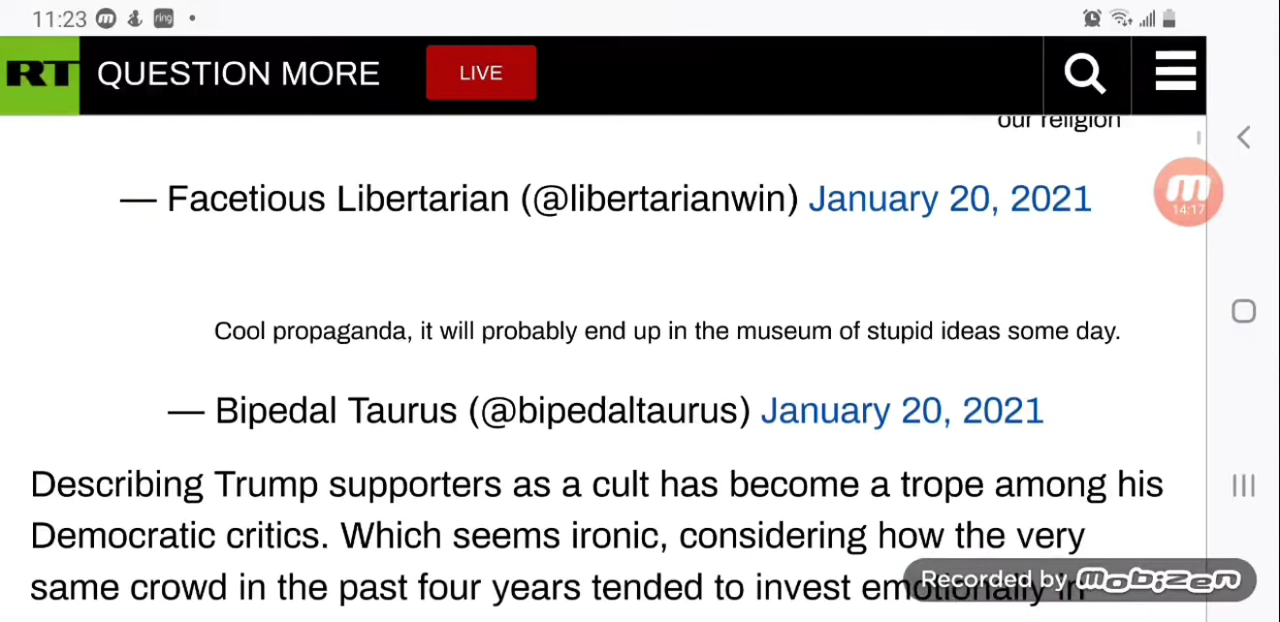 11:23 ring
RT QUESTION MORE LIVE
our religion
— Facetious Libertarian (@libertarianwin) January 20, 2021
14:17
Cool propaganda, it will probably end up in the museum of stupid ideas some day.
— Bipedal Taurus (@bipedaltaurus) January 20, 2021
Describing Trump supporters as a cult has become a trope among his
Democratic critics. Which seems ironic, considering how the very
same crowd in the past four years tended to invest emotionally in
Recorded by mobizen